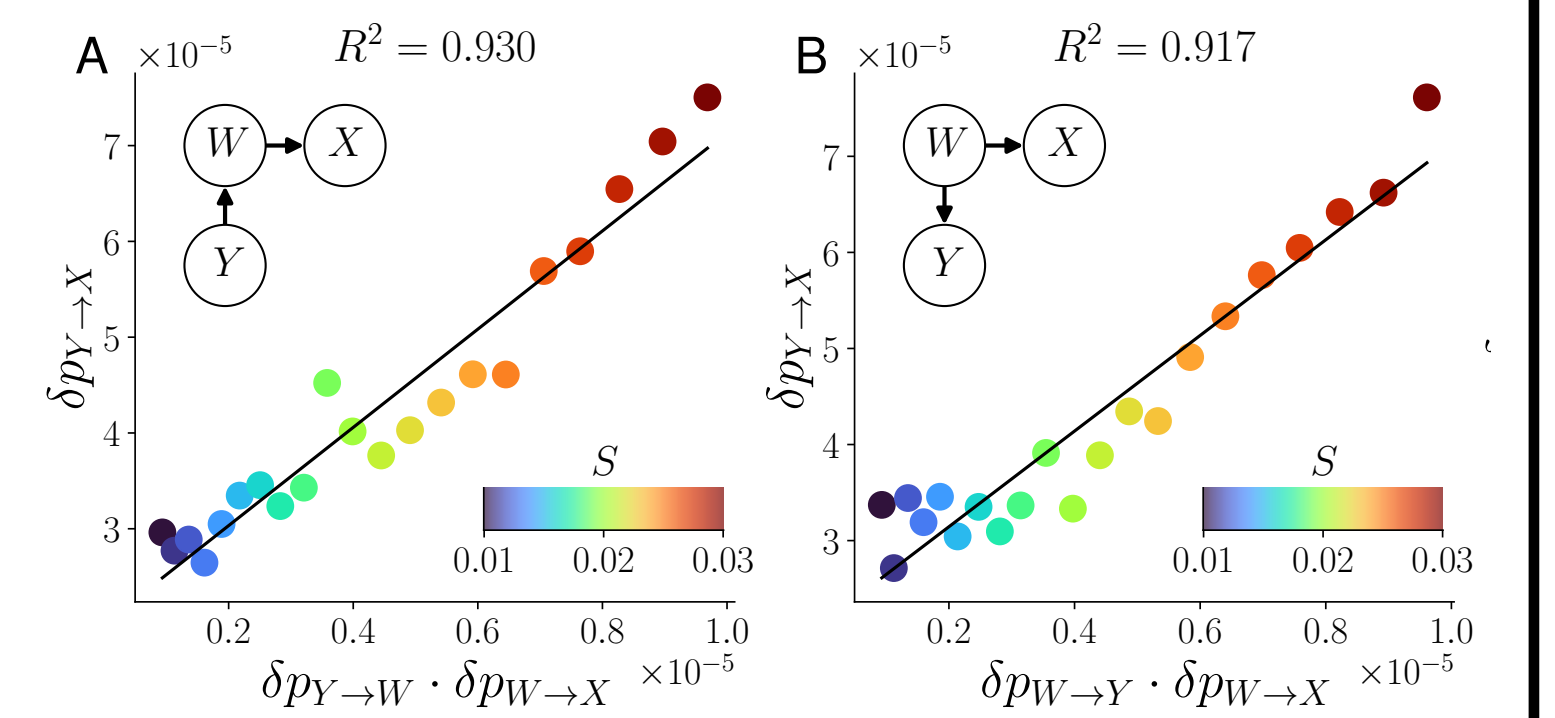 A ×10⁻⁵ R² = 0.930
W X
Y
7
6
5
4
3
δp_{Y→X}
S
0.01 0.02 0.03
0.2 0.4 0.6 0.8 1.0
δp_{Y→W} · δp_{W→X} ×10⁻⁵
B ×10⁻⁵ R² = 0.917
W X
Y
7
6
5
4
3
δp_{Y→X}
S
0.01 0.02 0.03
0.2 0.4 0.6 0.8 1.0
δp_{W→Y} · δp_{W→X} ×10⁻⁵